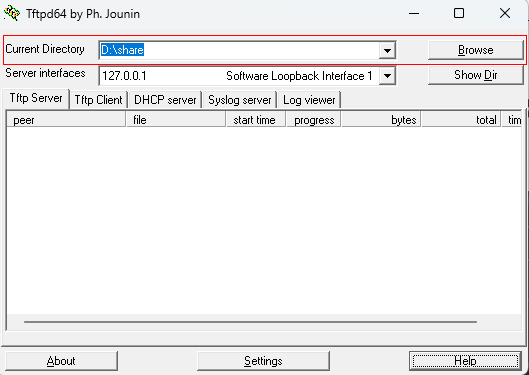 Tftpd64 by Ph. Jounin
Current Directory D:\share Browse
Server interfaces 127.0.0.1 Software Loopback Interface 1 Show Dir
Tftp Server Tftp Client DHCP server Syslog server Log viewer
peer file start time progress bytes total tim
About Settings Help